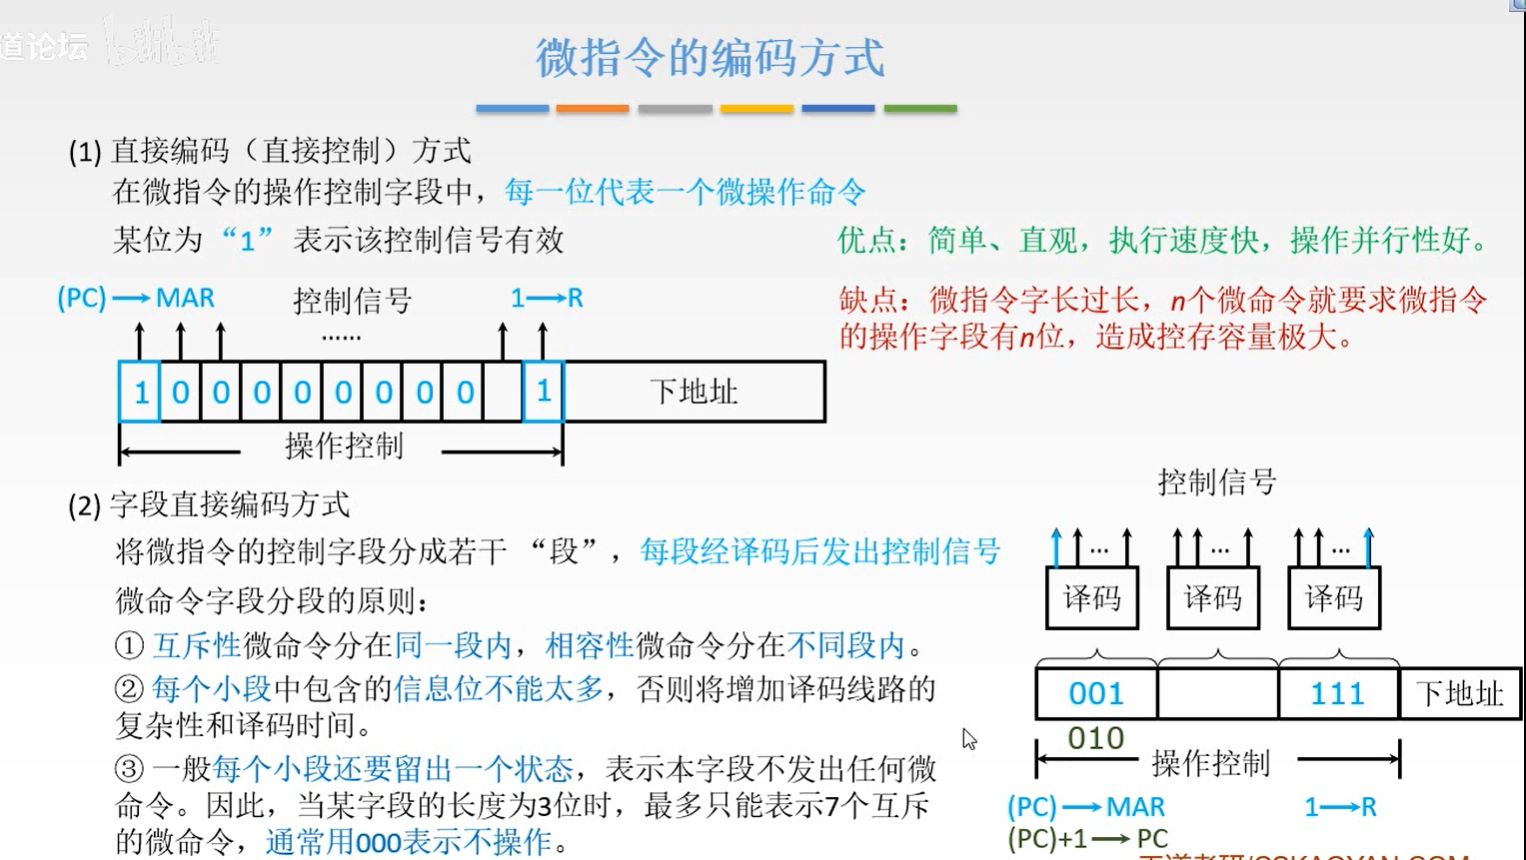 道论坛 bilibili
微指令的编码方式
(1) 直接编码（直接控制）方式
在微指令的操作控制字段中，每一位代表一个微操作命令
某位为 “1” 表示该控制信号有效
优点：简单、直观，执行速度快，操作并行性好。
缺点：微指令字长过长，n个微命令就要求微指令
的操作字段有n位，造成控存容量极大。
(PC)→MAR 控制信号 1→R
……
1 0 0 0 0 0 0 0 0 1 下地址
操作控制
(2) 字段直接编码方式
将微指令的控制字段分成若干 “段”，每段经译码后发出控制信号
微命令字段分段的原则：
① 互斥性微命令分在同一段内，相容性微命令分在不同段内。
② 每个小段中包含的信息位不能太多，否则将增加译码线路的
复杂性和译码时间。
③ 一般每个小段还要留出一个状态，表示本字段不发出任何微
命令。因此，当某字段的长度为3位时，最多只能表示7个互斥
的微命令，通常用000表示不操作。
控制信号
… … …
译码 译码 译码
001 111 下地址
010
操作控制
(PC)→MAR 1→R
(PC)+1→PC